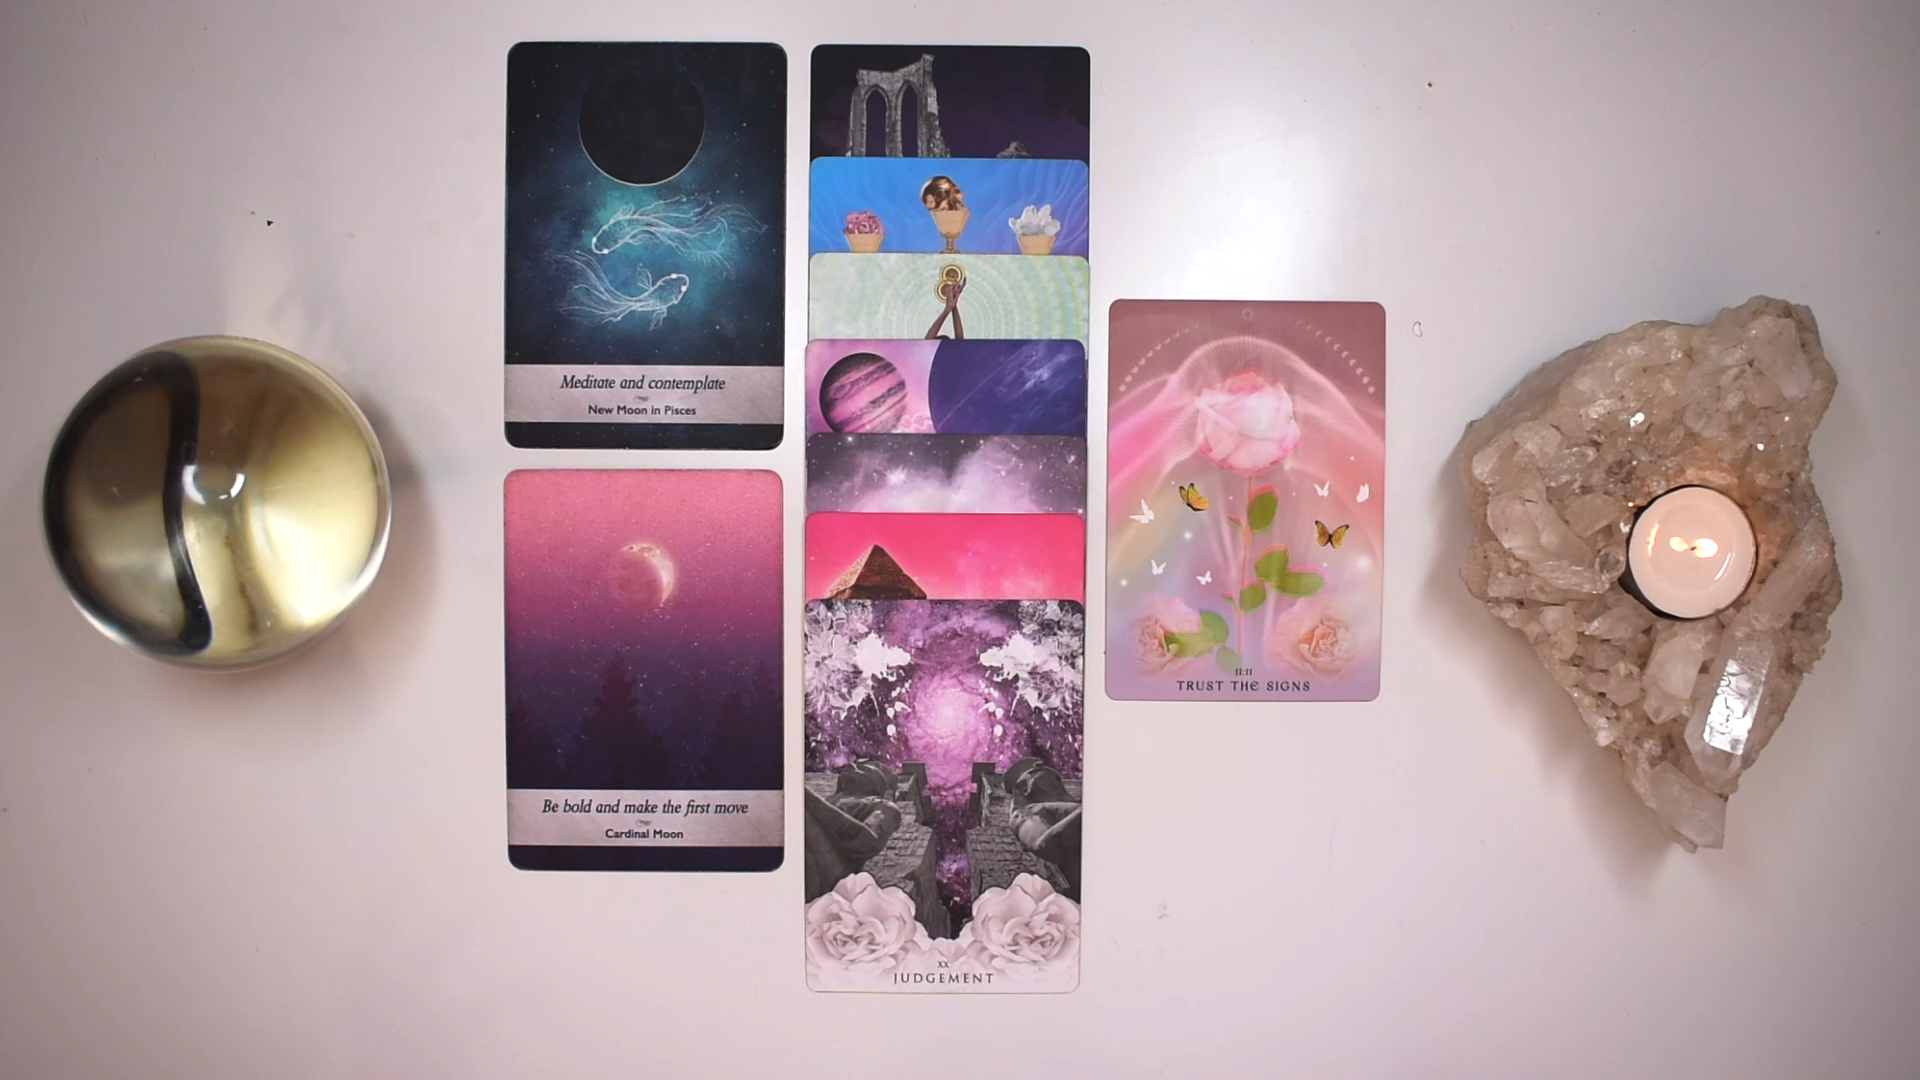 Meditate and contemplate
New Moon in Pisces
Be bold and make the first move
Cardinal Moon
XX
JUDGEMENT
11:11
TRUST THE SIGNS